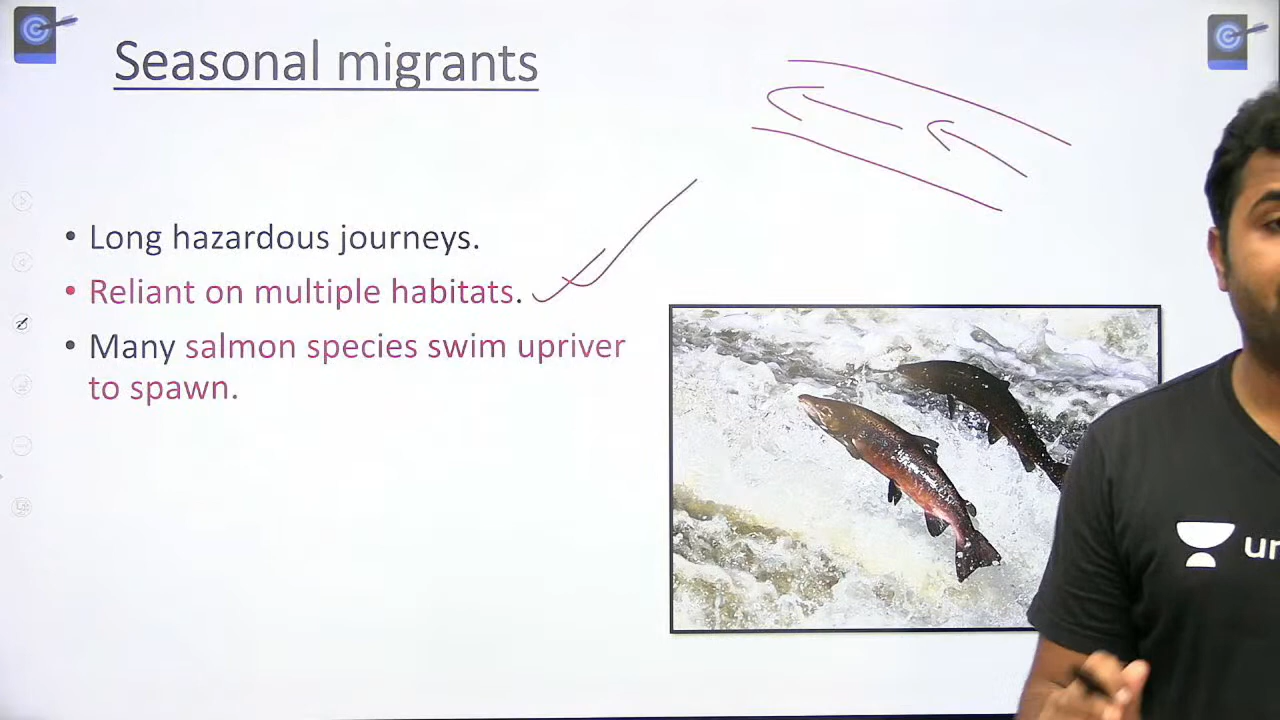 Seasonal migrants
• Long hazardous journeys.
• Reliant on multiple habitats.
• Many salmon species swim upriver
to spawn.